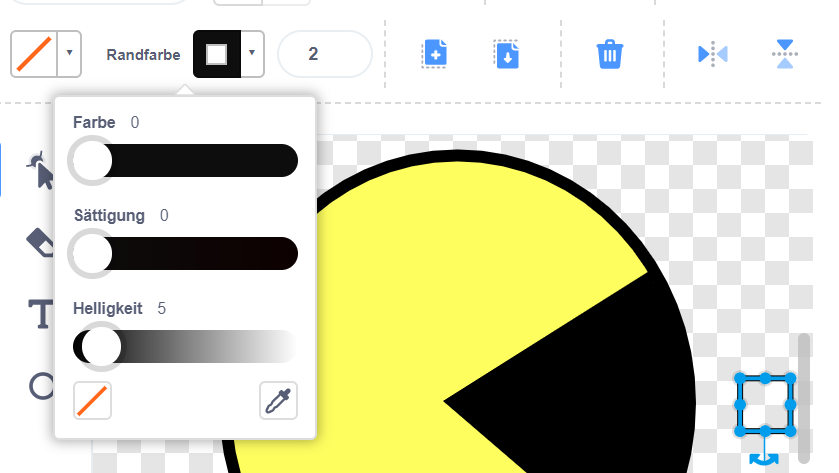 Randfarbe 2
Farbe 0
Sättigung 0
Helligkeit 5
T